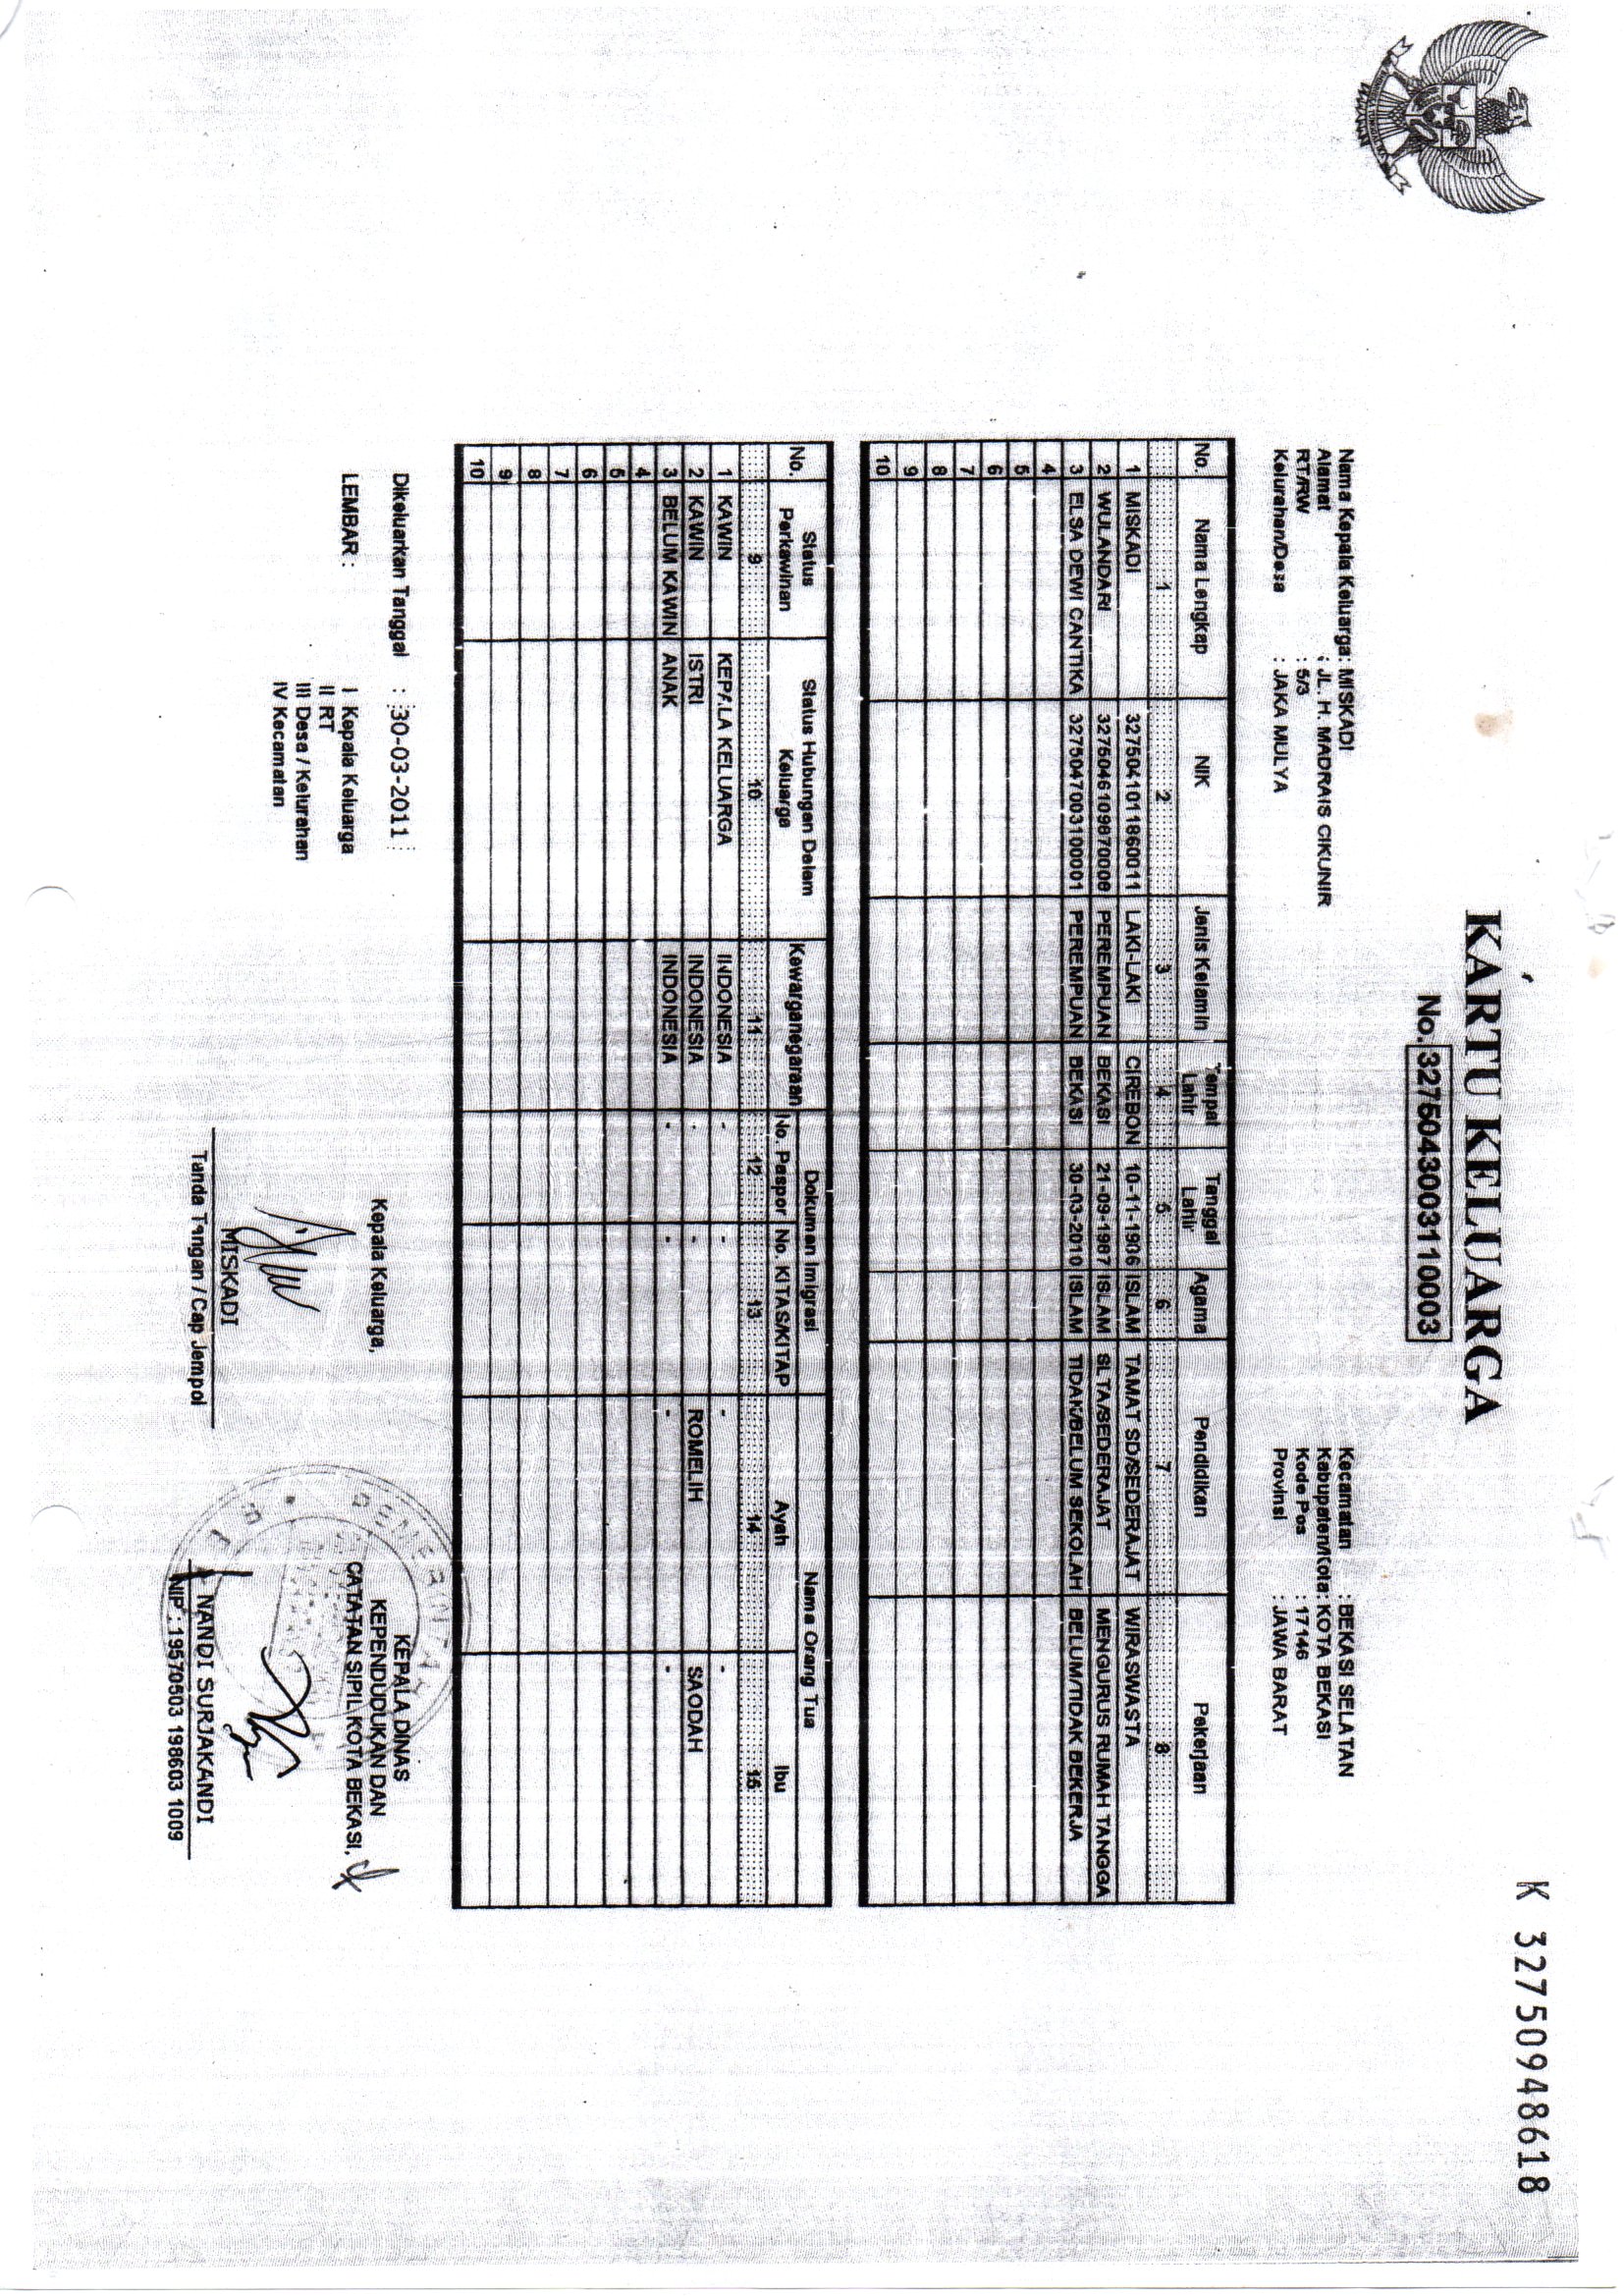 K 32750948618
KARTU KELUARGA
No. 3275043003110003
Nama Kepala Keluarga: MISKADI
Alamat : JL. H. MADRAIS CIKUNIR
RT/RW : 5/3
Kelurahan/Desa : JAKA MULYA
Kecamatan : BEKASI SELATAN
Kabupaten/Kota: KOTA BEKASI
Kode Pos : 17146
Provinsi : JAWA BARAT
No. Nama Lengkap NIK Jenis Kelamin Tempat Lahir Tanggal Lahir Agama Pendidikan Pekerjaan
1 2 3 4 5 6 7 8
1 MISKADI 3275041011860011 LAKI-LAKI CIREBON 10-11-1986 ISLAM TAMAT SD/SEDERAJAT WIRASWASTA
2 WULANDARI 3275046109870008 PEREMPUAN BEKASI 21-09-1987 ISLAM SLTA/SEDERAJAT MENGURUS RUMAH TANGGA
3 ELSA DEWI CANTIKA 3275047003100001 PEREMPUAN BEKASI 30-03-2010 ISLAM TIDAK/BELUM SEKOLAH BELUM/TIDAK BEKERJA
4
5
6
7
8
9
10
No. Status Perkawinan Status Hubungan Dalam Keluarga Kewarganegaraan Dokumen Imigrasi Nama Orang Tua
No. Paspor No. KITAS/KITAP Ayah Ibu
9 10 11 12 13 14 15
1 KAWIN KEPALA KELUARGA INDONESIA - - - -
2 KAWIN ISTRI INDONESIA - - ROMELIH SAODAH
3 BELUM KAWIN ANAK INDONESIA - - - -
4
5
6
7
8
9
10
Dikeluarkan Tanggal : 30-03-2011
LEMBAR : I Kepala Keluarga
II RT
III Desa / Kelurahan
IV Kecamatan
Kepala Keluarga,
MISKADI
Tanda Tangan / Cap Jempol
KEPALA DINAS
KEPENDUDUKAN DAN
CATATAN SIPIL KOTA BEKASI,
NANDI SURJAKANDI
NIP : 19570503 198603 1009